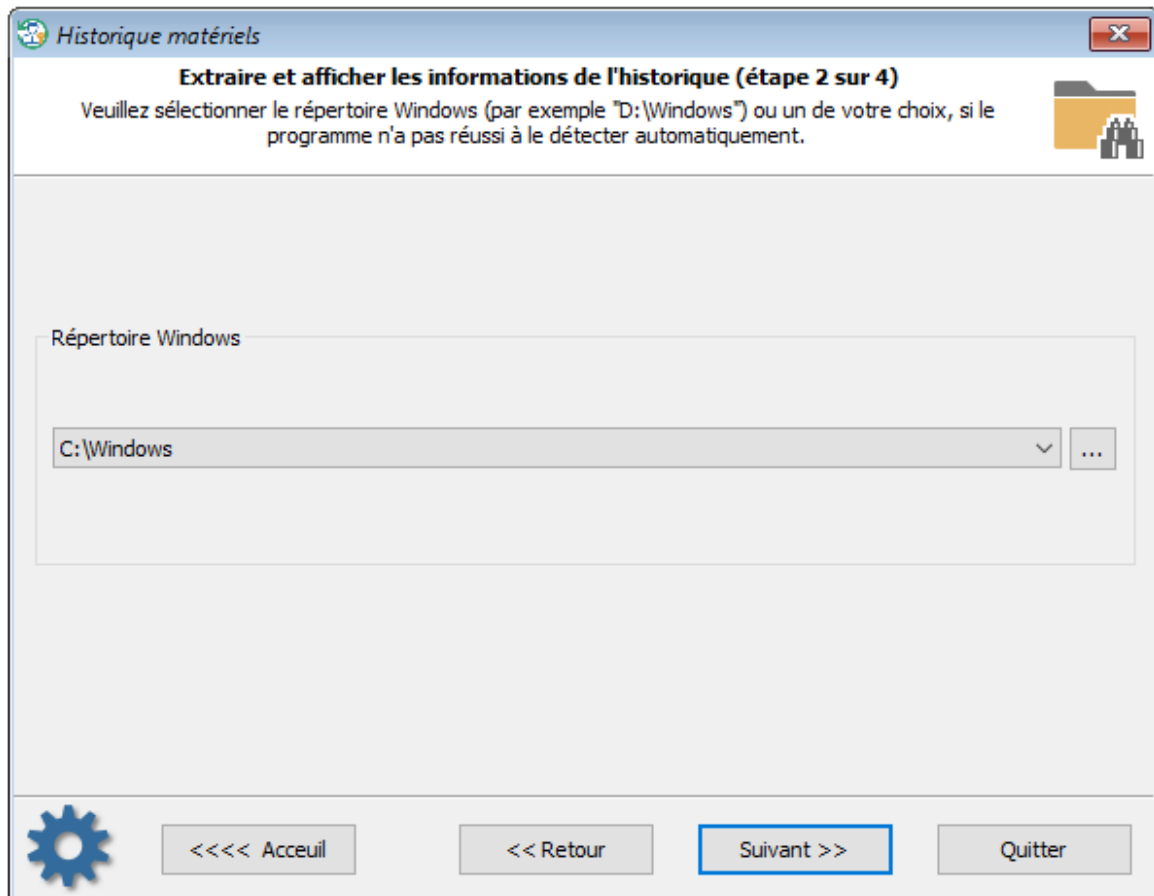 Historique matériels
Extraire et afficher les informations de l'historique (étape 2 sur 4)
Veuillez sélectionner le répertoire Windows (par exemple "D:\Windows") ou un de votre choix, si le
programme n'a pas réussi à le détecter automatiquement.
Répertoire Windows
C:\Windows
...
<<<< Acceuil
<< Retour
Suivant >>
Quitter